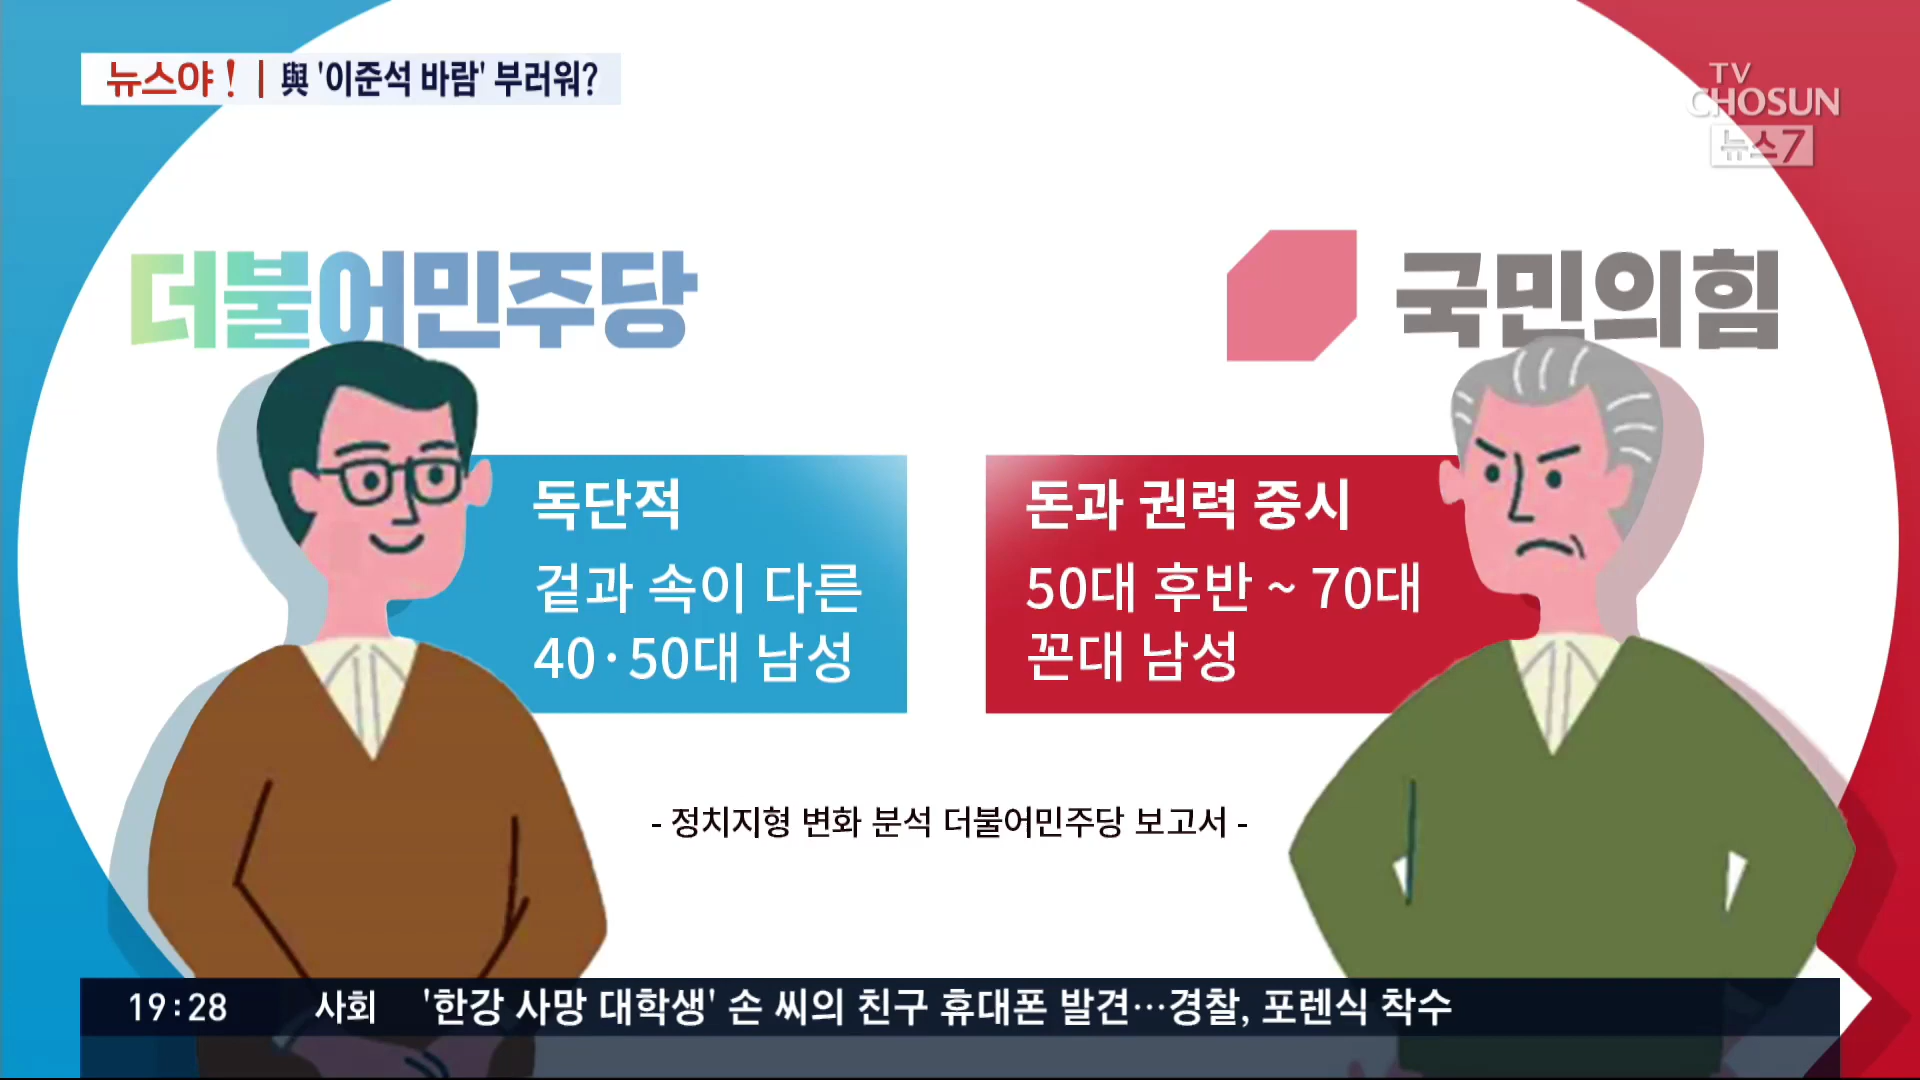 뉴스야! | 與 '이준석 바람' 부러워?
TV
CHOSUN
뉴스7
더불어민주당
국민의힘
독단적
겉과 속이 다른
40·50대 남성
돈과 권력 중시
50대 후반 ~ 70대
꼰대 남성
- 정치지형 변화 분석 더불어민주당 보고서 -
19:28 사회 '한강 사망 대학생' 손 씨의 친구 휴대폰 발견…경찰, 포렌식 착수